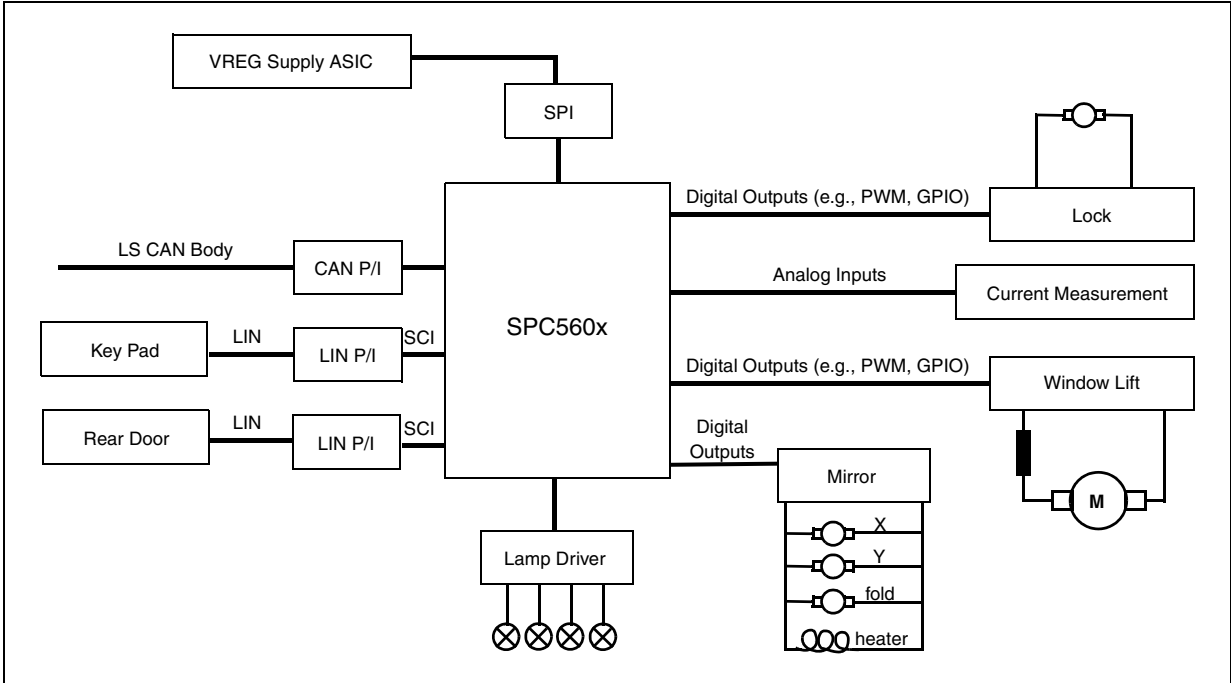 VREG Supply ASIC
SPI
Digital Outputs (e.g., PWM, GPIO)
Lock
LS CAN Body
CAN P/I
Analog Inputs
Current Measurement
SPC560x
Key Pad
LIN
LIN P/I
SCI
Digital Outputs (e.g., PWM, GPIO)
Window Lift
Rear Door
LIN
LIN P/I
SCI
Digital
Outputs
Mirror
M
X
Y
fold
heater
Lamp Driver